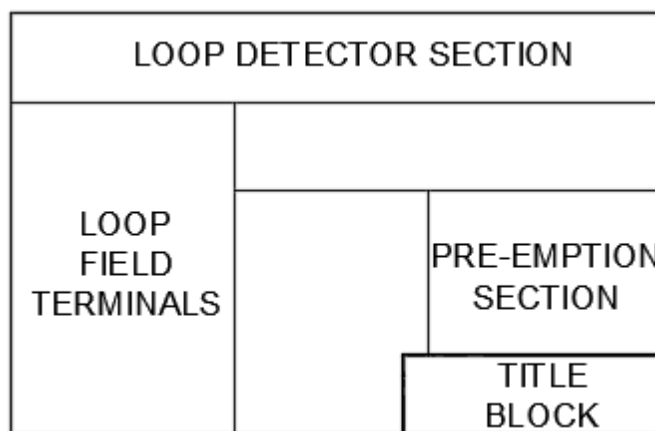 LOOP DETECTOR SECTION
LOOP
FIELD
TERMINALS
PRE-EMPTION
SECTION
TITLE
BLOCK